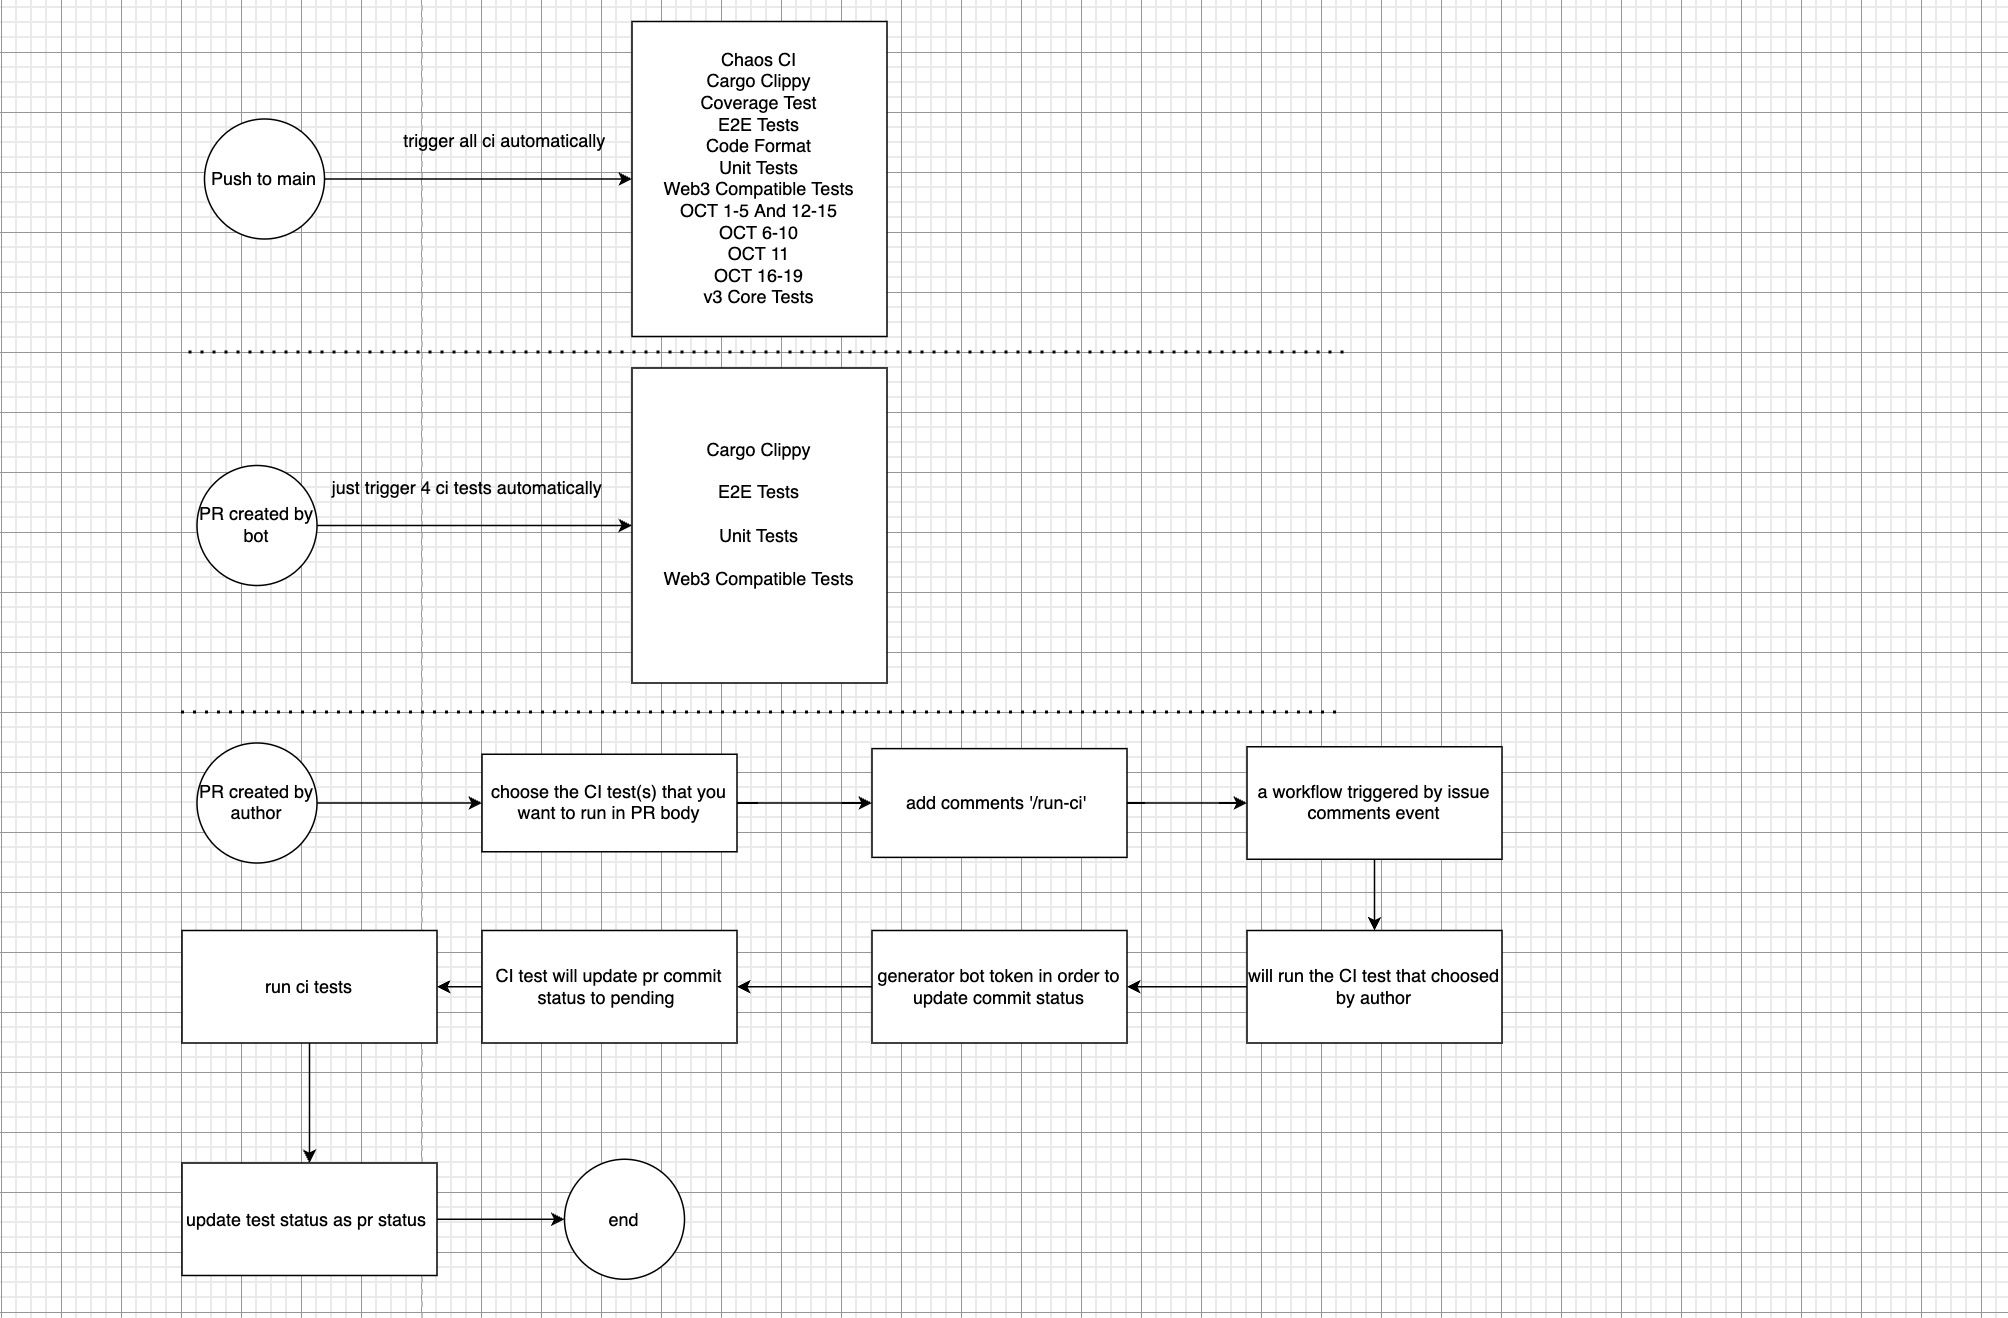 Push to main
trigger all ci automatically
Chaos CI
Cargo Clippy
Coverage Test
E2E Tests
Code Format
Unit Tests
Web3 Compatible Tests
OCT 1-5 And 12-15
OCT 6-10
OCT 11
OCT 16-19
v3 Core Tests
PR created by
bot
just trigger 4 ci tests automatically
Cargo Clippy
E2E Tests
Unit Tests
Web3 Compatible Tests
PR created by
author
choose the CI test(s) that you
want to run in PR body
add comments '/run-ci'
a workflow triggered by issue
comments event
will run the CI test that choosed
by author
generator bot token in order to
update commit status
CI test will update pr commit
status to pending
run ci tests
update test status as pr status
end